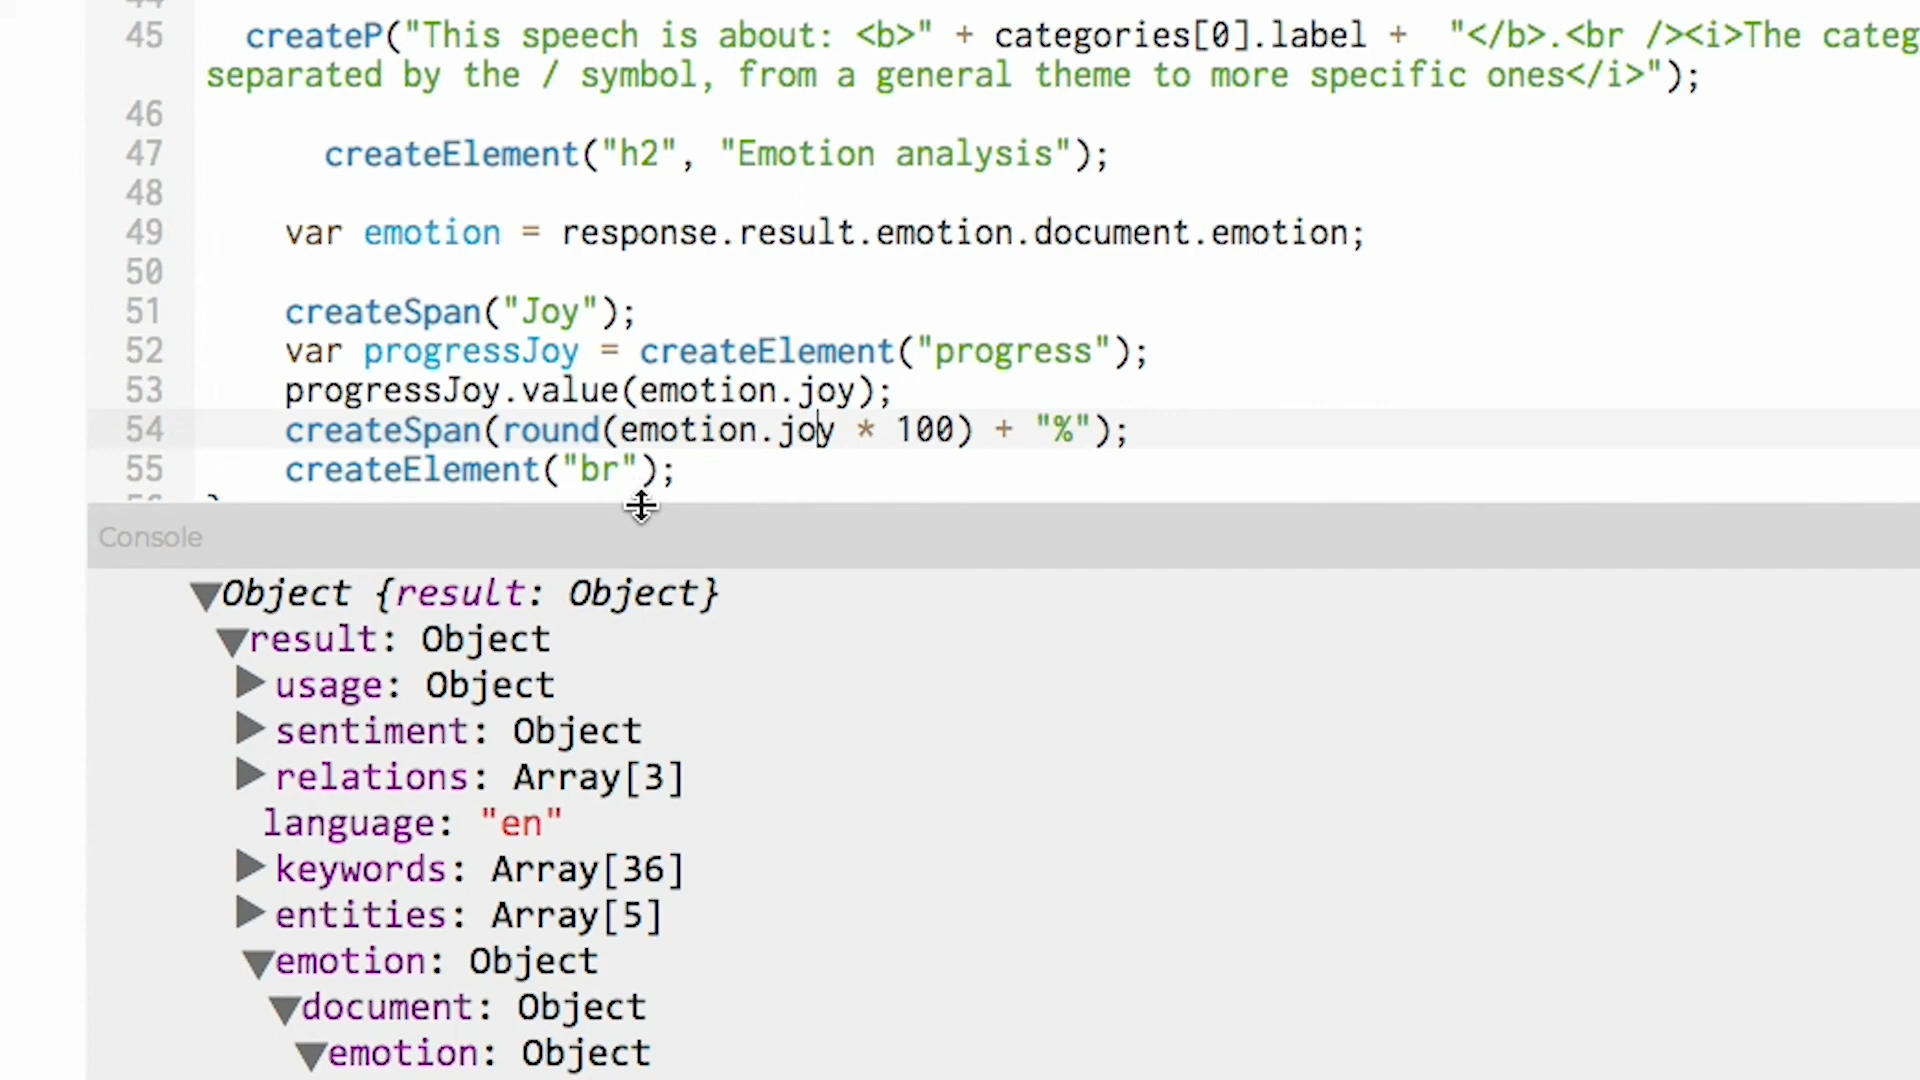 45 createP("This speech is about: <b>" + categories[0].label + "</b>.<br /><i>The categ
separated by the / symbol, from a general theme to more specific ones</i>");
46
47 createElement("h2", "Emotion analysis");
48
49 var emotion = response.result.emotion.document.emotion;
50
51 createSpan("Joy");
52 var progressJoy = createElement("progress");
53 progressJoy.value(emotion.joy);
54 createSpan(round(emotion.joy * 100) + "%");
55 createElement("br");
Console
▼Object {result: Object}
▼result: Object
▶usage: Object
▶sentiment: Object
▶relations: Array[3]
language: "en"
▶keywords: Array[36]
▶entities: Array[5]
▼emotion: Object
▼document: Object
▼emotion: Object